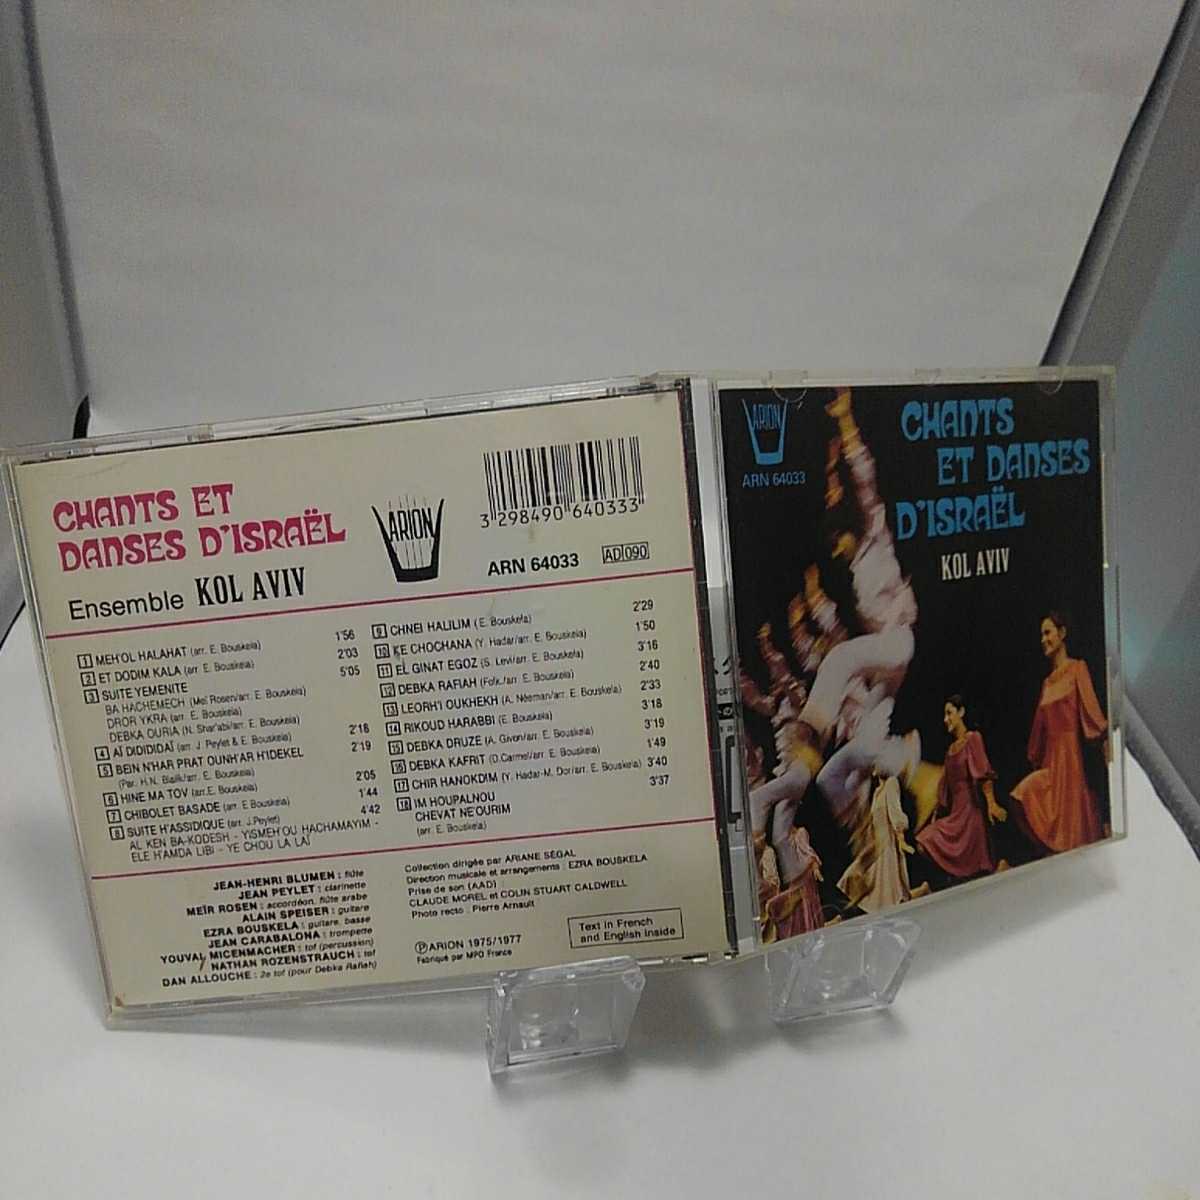 CHANTS ET
DANSES D'ISRAËL
Ensemble KOL AVIV
ARION
3 298490 640333
ARN 64033
AD 090
1 MEH'OL HALAHAT (arr. E. Bouskela) 1'56
2 ET DODIM KALA (arr. E. Bouskela) 2'03
3 SUITE YEMENITE 5'05
BA HACHEMECH (Meï Rosen/arr. E. Bouskela)
DROR YKRA (arr. E. Bouskela)
DEBKA OURIA (N. Shar'abi/arr. E. Bouskela)
4 AÏ DIDIDIDAÏ (arr. J. Peylet & E. Bouskela) 2'18
5 BEIN N'HAR PRAT OUNH'AR H'IDEKEL 2'19
(Par. H.N. Bialik/arr. E. Bouskela)
6 HINE MA TOV (arr.E. Bouskela) 2'05
7 CHIBOLET BASADE (arr. E Bouskela) 1'44
8 SUITE H'ASSIDIQUE (arr. J.Peylet) 4'42
AL KEN BA-KODESH - YISMEH'OU HACHAMAYIM -
ELE H'AMDA LIBI - YE CHOU LA LAÏ
9 CHNEI HALILIM (E. Bouskela) 2'29
10 KE CHOCHANA (Y. Hadar/arr. E. Bouskela) 1'50
11 EL GINAT EGOZ (S. Levi/arr. E. Bouskela) 3'16
12 DEBKA RAFIAH (Folk./arr. E. Bouskela) 2'40
13 LEORH'I OUKHEKH (A. Neeman/arr. E. Bouskela) 2'33
14 RIKOUD HARABBI (E. Bouskela) 3'18
15 DEBKA DRUZE (A. Givon/arr. E. Bouskela) 3'19
16 DEBKA KAFRIT (D.Carmel/arr. E. Bouskela) 1'49
17 CHIR HANOKDIM (Y. Hadar-M. Dor/arr. E. Bouskela) 3'40
18 IM HOUPALNOU 3'37
CHEVAT NE'OURIM
(arr. E. Bouskela)
JEAN-HENRI BLUMEN : flûte
JEAN PEYLET : clarinette
MEÏR ROSEN : accordéon, flûte arabe
ALAIN SPEISER : guitare
EZRA BOUSKELA : guitare, basse
JEAN CARABALONA : trompette
YOUVAL MICENMACHER : tof (percussion)
NATHAN ROZENSTRAUCH : tof
DAN ALLOUCHE : 2e tof (pour Debka Rafiah)
Collection dirigée par ARIANE SÉGAL
Direction musicale et arrangements : EZRA BOUSKELA
Prise de son (AAD)
CLAUDE MOREL et COLIN STUART CALDWELL
Photo recto : Pierre Arnault
Ⓟ ARION 1975/1977
Fabriqué par MPO France
Text in French
and English inside
ARION
ARN 64033
CHANTS
ET DANSES
D'ISRAËL
KOL AVIV